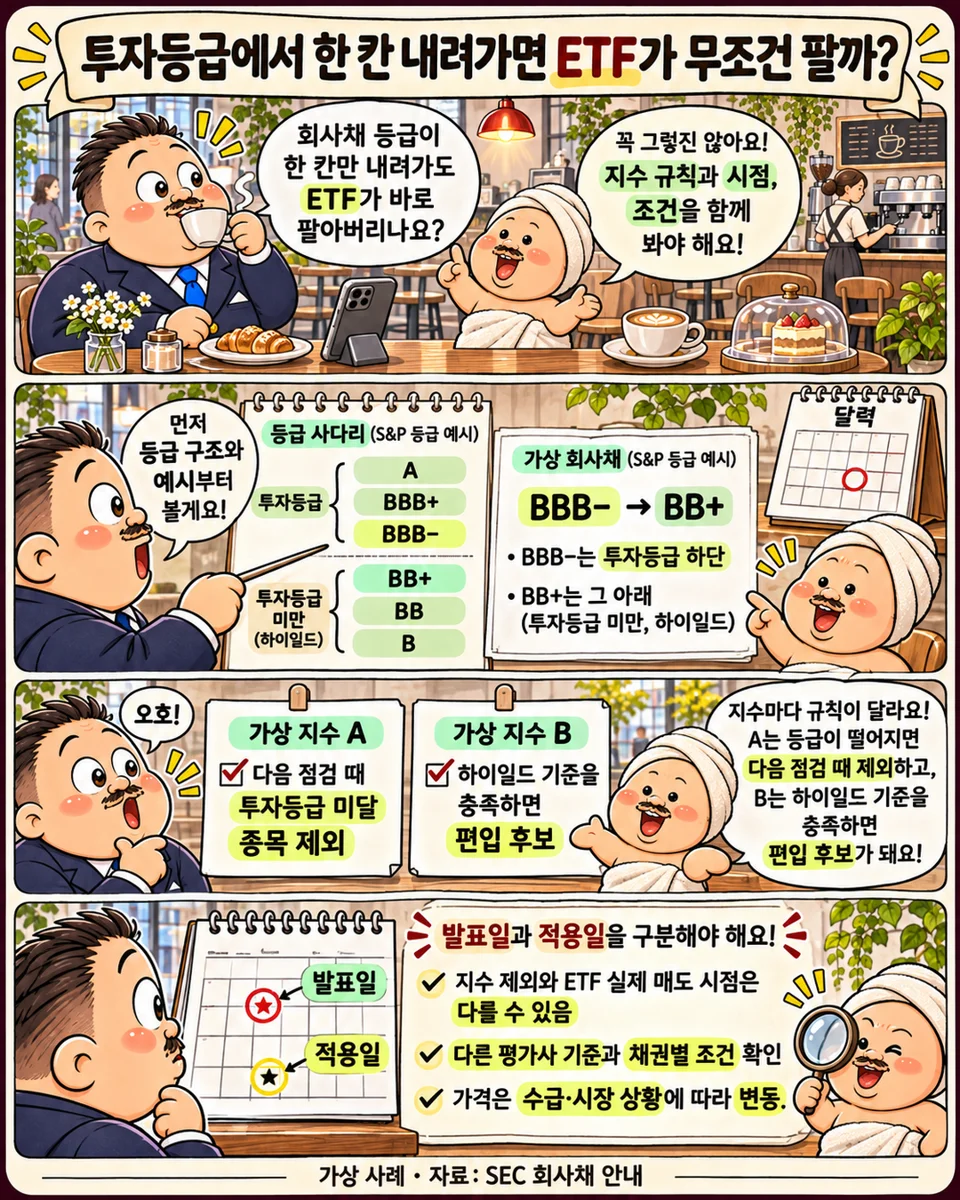 투자등급에서 한 칸 내려가면 ETF가 무조건 팔까?
회사채 등급이
한 칸만 내려가도
ETF가 바로
팔아버리나요?
꼭 그렇진 않아요!
지수 규칙과 시점,
조건을 함께
봐야 해요!
먼저
등급 구조와
예시부터
볼게요!
등급 사다리 (S&P 등급 예시)
투자등급
A
BBB+
BBB-
투자등급
미만
(하이일드)
BB+
BB
B
가상 회사채 (S&P 등급 예시)
BBB- → BB+
• BBB-는 투자등급 하단
• BB+는 그 아래
(투자등급 미만, 하이일드)
달력
오호!
가상 지수 A
다음 점검 때
투자등급 미달
종목 제외
가상 지수 B
하이일드 기준을
충족하면
편입 후보
지수마다 규칙이 달라요!
A는 등급이 떨어지면
다음 점검 때 제외하고,
B는 하이일드 기준을
충족하면
편입 후보가 돼요!
발표일
적용일
발표일과 적용일을 구분해야 해요!
지수 제외와 ETF 실제 매도 시점은
다를 수 있음
다른 평가사 기준과 채권별 조건 확인
가격은 수급·시장 상황에 따라 변동.
가상 사례 · 자료: SEC 회사채 안내